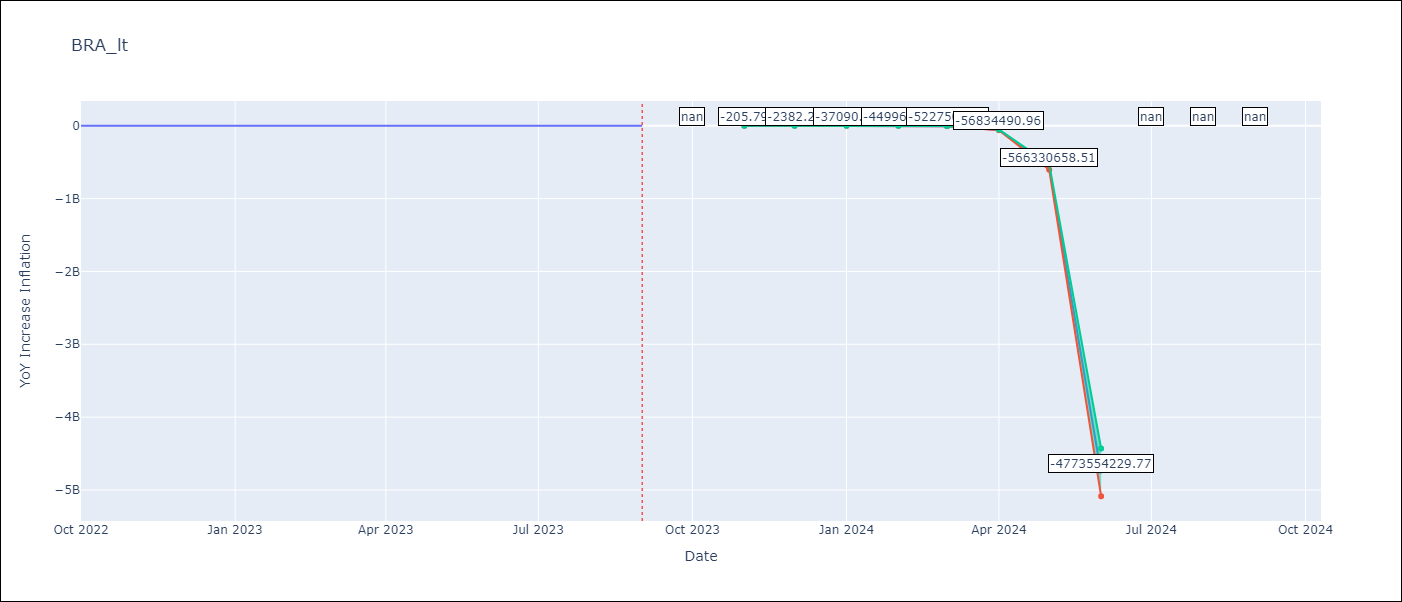 BRA_lt
YoY Increase Inflation
0
−1B
−2B
−3B
−4B
−5B
nan
-205.79
-2382.2
-37090.
-44996
-52275
-56834490.96
-566330658.51
-4773554229.77
nan
nan
nan
Oct 2022
Jan 2023
Apr 2023
Jul 2023
Oct 2023
Jan 2024
Apr 2024
Jul 2024
Oct 2024
Date